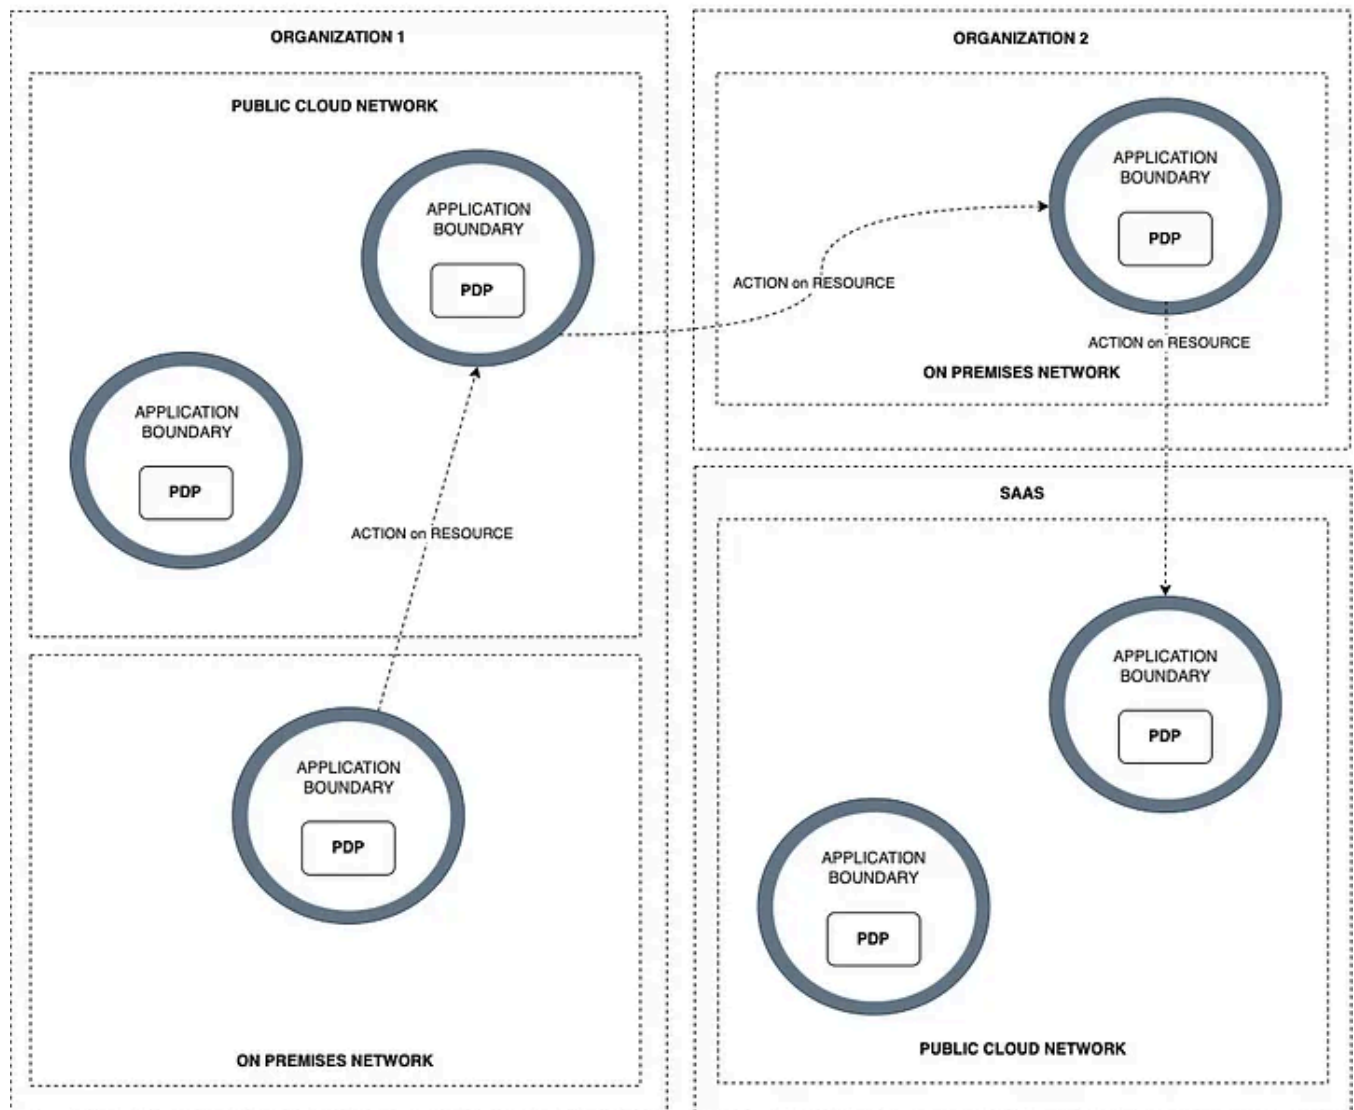 ORGANIZATION 1
PUBLIC CLOUD NETWORK
APPLICATION
BOUNDARY
PDP
APPLICATION
BOUNDARY
PDP
ACTION on RESOURCE
APPLICATION
BOUNDARY
PDP
ON PREMISES NETWORK
ORGANIZATION 2
APPLICATION
BOUNDARY
PDP
ACTION on RESOURCE
ACTION on RESOURCE
ON PREMISES NETWORK
SAAS
APPLICATION
BOUNDARY
PDP
APPLICATION
BOUNDARY
PDP
PUBLIC CLOUD NETWORK